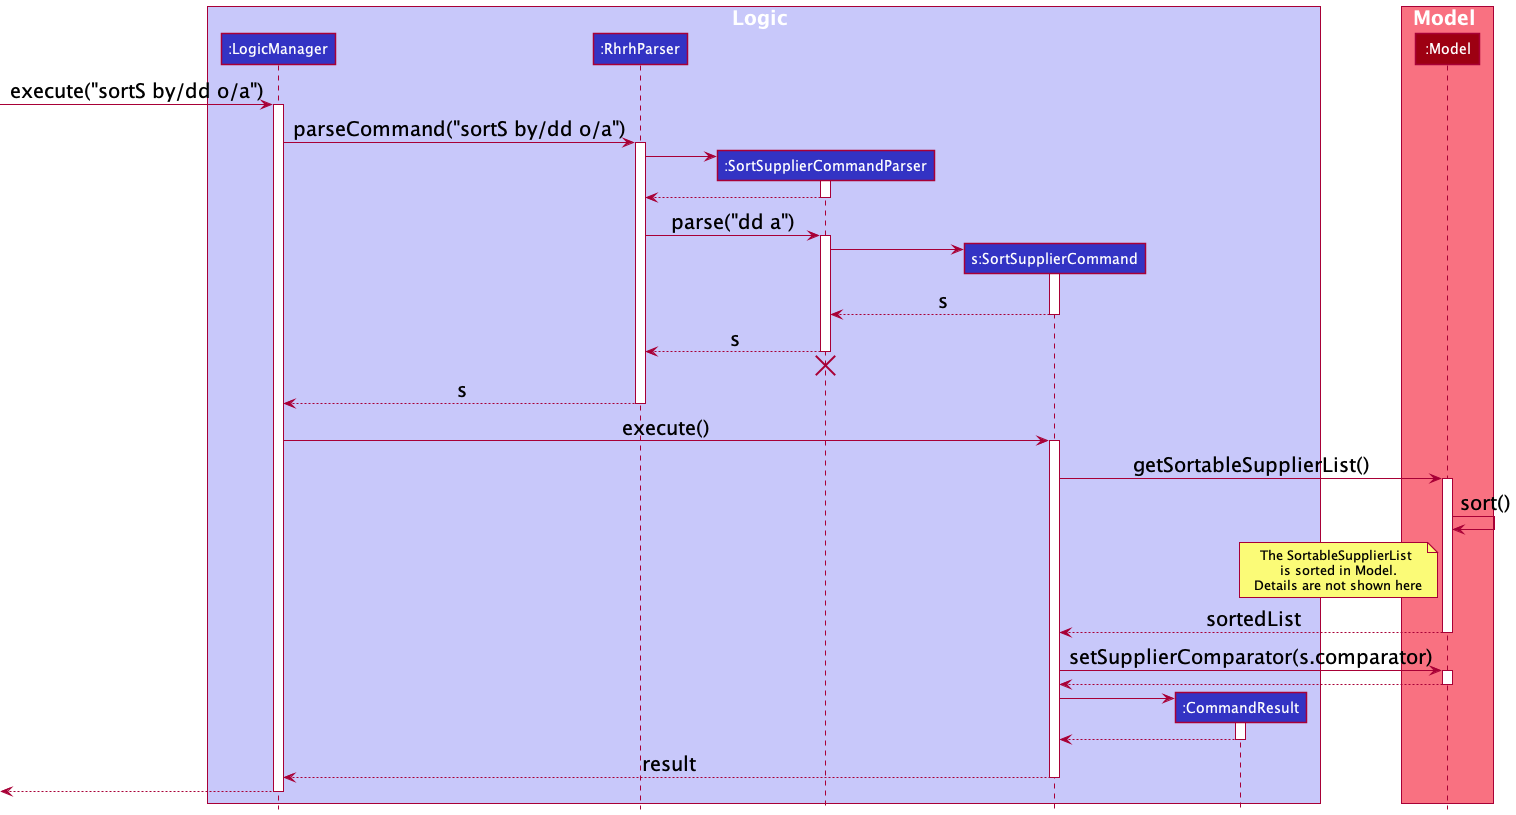 Logic
Model
:LogicManager
:RhrhParser
:Model
execute("sortS by/dd o/a")
parseCommand("sortS by/dd o/a")
:SortSupplierCommandParser
parse("dd a")
s:SortSupplierCommand
s
s
s
execute()
getSortableSupplierList()
sort()
The SortableSupplierList
is sorted in Model.
Details are not shown here
sortedList
setSupplierComparator(s.comparator)
:CommandResult
result